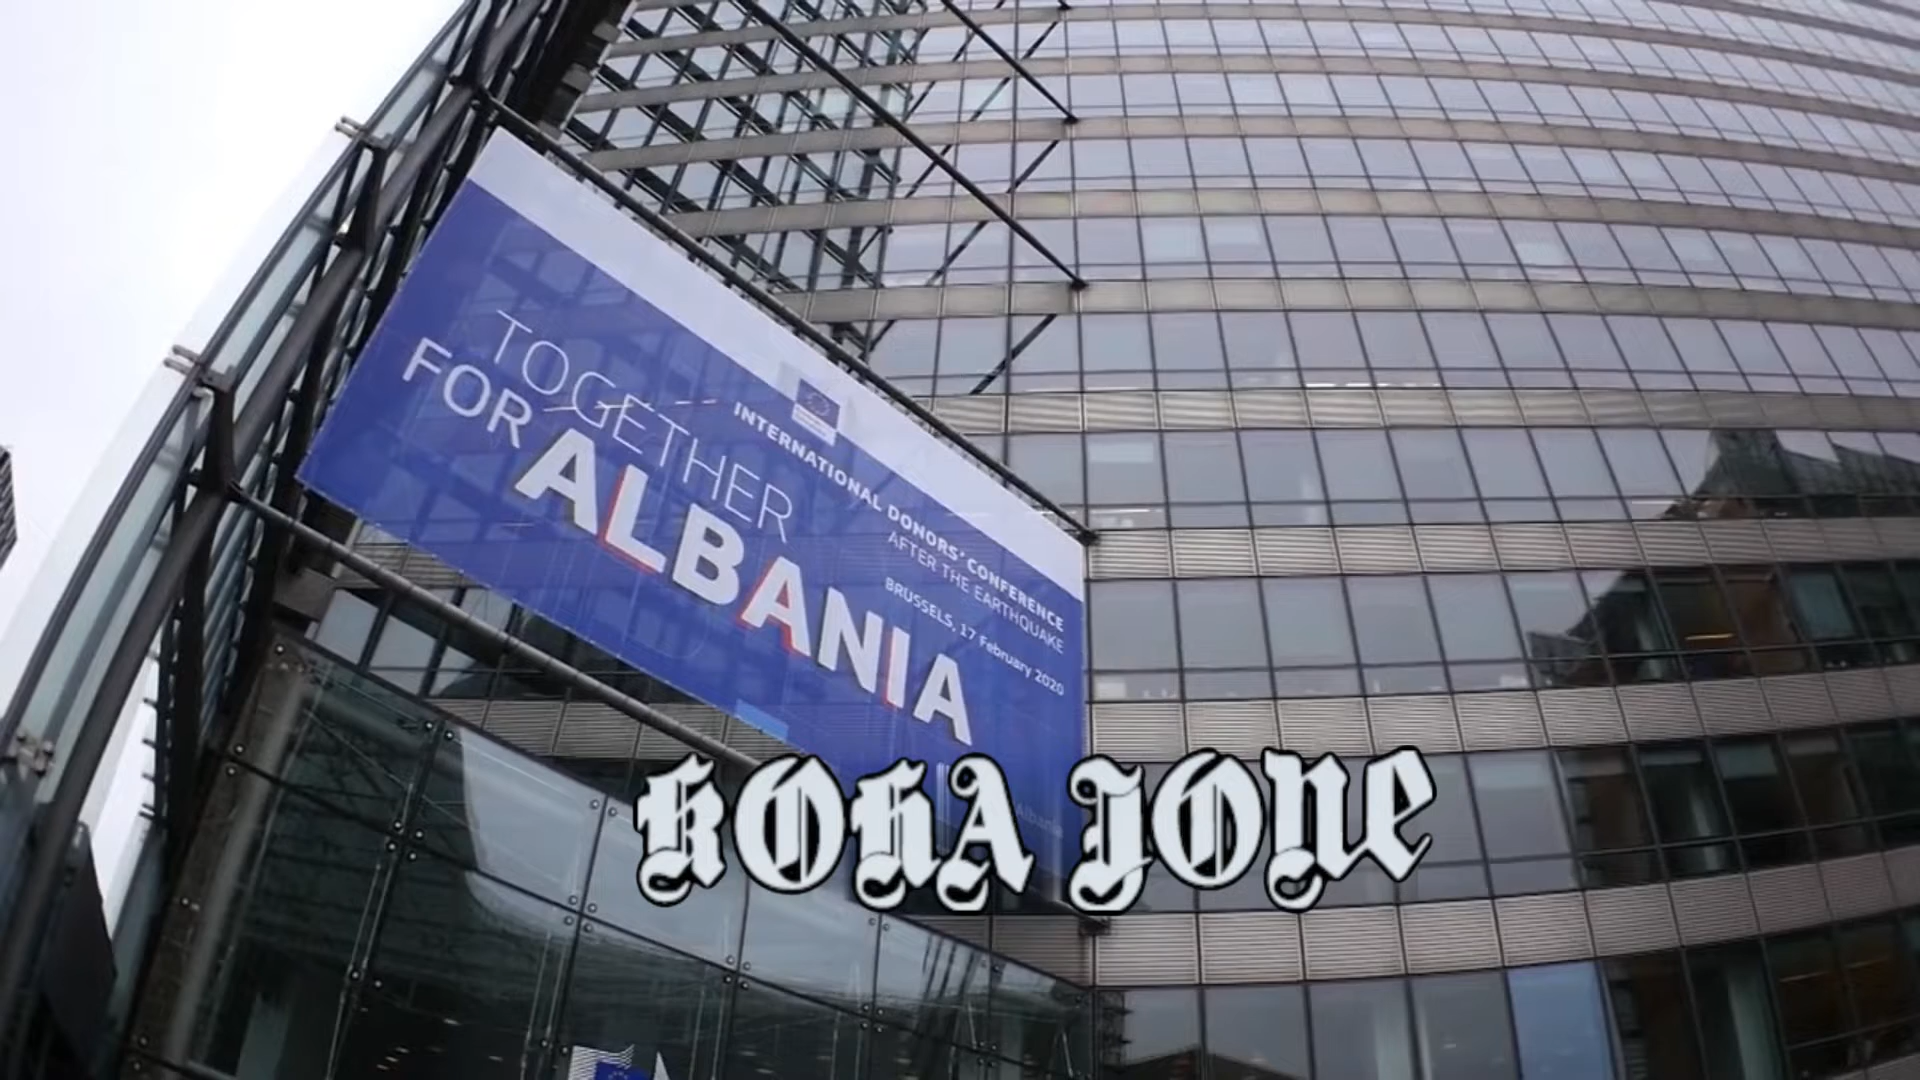 TOGETHER
FOR ALBANIA
INTERNATIONAL DONORS' CONFERENCE
AFTER THE EARTHQUAKE
BRUSSELS, 17 February 2020
KOHA JONE